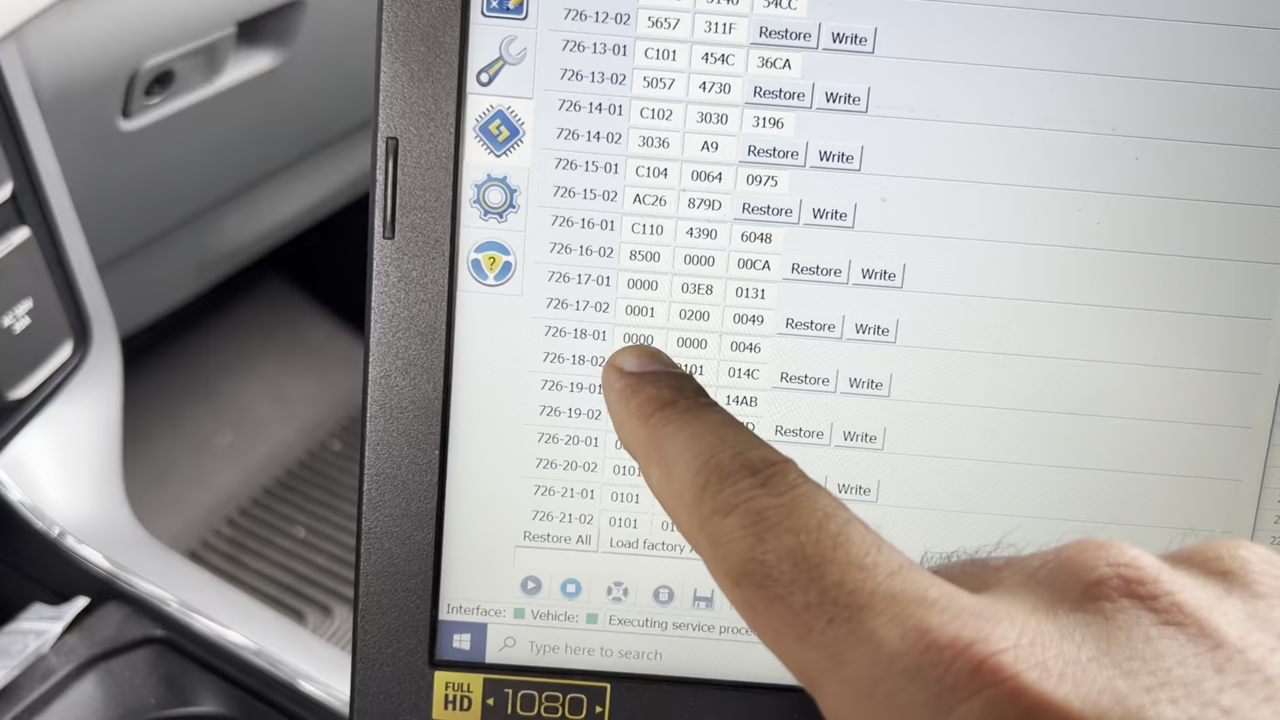 54CC
726-12-02 5657 311F Restore Write
726-13-01 C101 454C 36CA
726-13-02 5057 4730 Restore Write
726-14-01 C102 3030 3196
726-14-02 3036 A9 Restore Write
726-15-01 C104 0064 0975
726-15-02 AC26 879D Restore Write
726-16-01 C110 4390 6048
726-16-02 8500 0000 00CA Restore Write
726-17-01 0000 03E8 0131
726-17-02 0001 0200 0049 Restore Write
726-18-01 0000 0000 0046
726-18-02 0101 014C Restore Write
726-19-01 14AB
726-19-02 Restore Write
726-20-01
726-20-02 0101 Write
726-21-01 0101
726-21-02 0101
Restore All Load factory
Interface: Vehicle: Executing service
Type here to search
FULL HD 1080